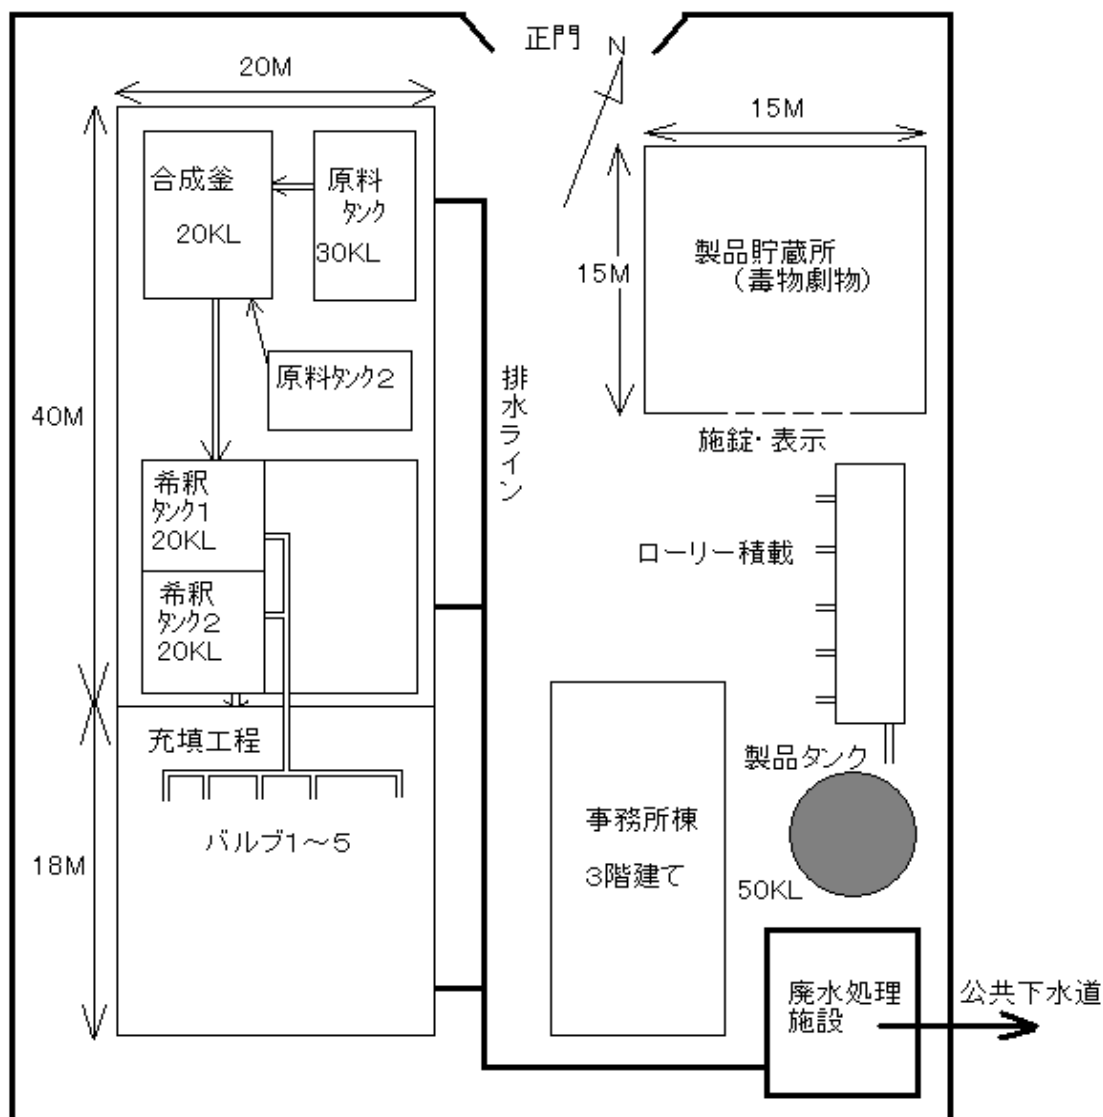 正門
N
20M
15M
合成釜
20KL
原料
タンク
30KL
製品貯蔵所
(毒物劇物)
15M
原料タンク2
排水ライン
40M
施錠・表示
希釈
タンク1
20KL
ローリー積載
希釈
タンク2
20KL
充填工程
製品タンク
バルブ1~5
事務所棟
3階建て
18M
50KL
廃水処理
施設
公共下水道